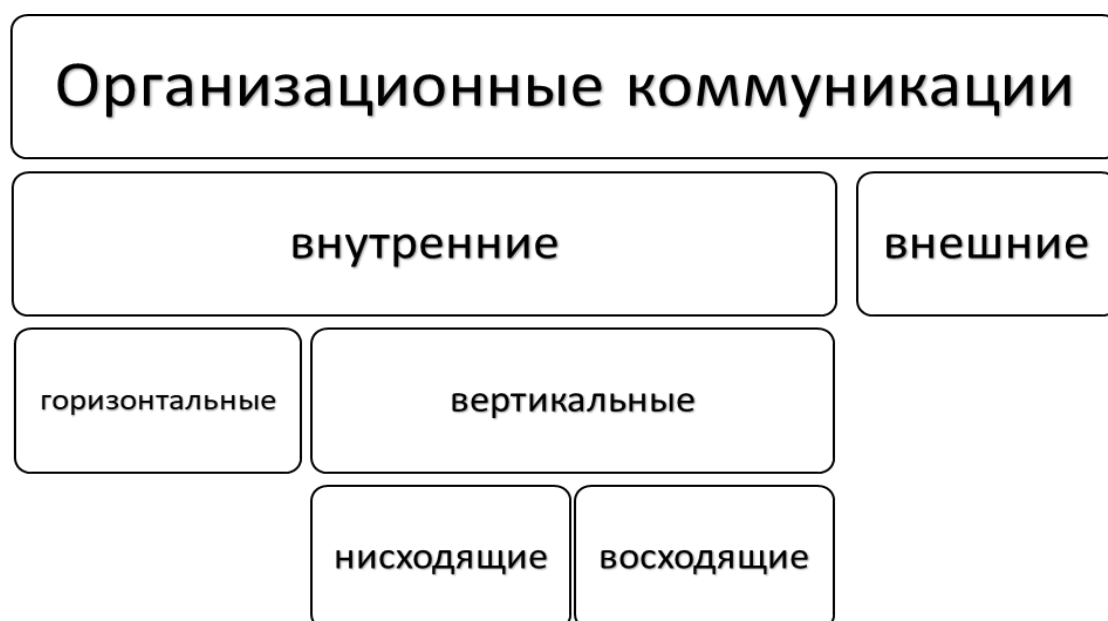 Организационные коммуникации
внутренние
внешние
горизонтальные
вертикальные
нисходящие
восходящие